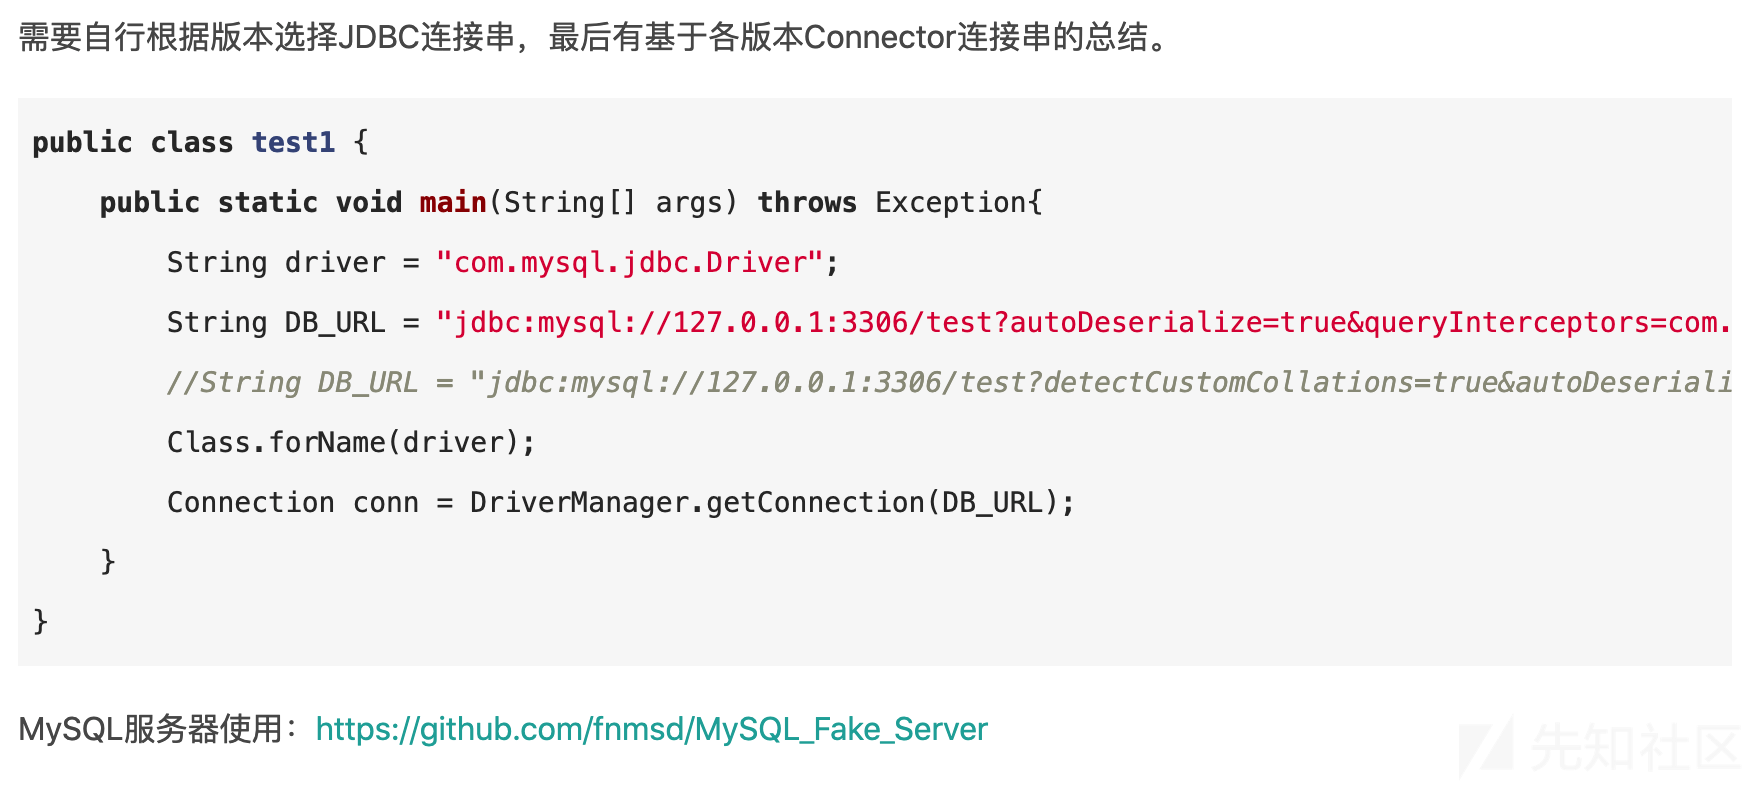 需要自行根据版本选择JDBC连接串，最后有基于各版本Connector连接串的总结。
public class test1 {
    public static void main(String[] args) throws Exception{
        String driver = "com.mysql.jdbc.Driver";
        String DB_URL = "jdbc:mysql://127.0.0.1:3306/test?autoDeserialize=true&queryInterceptors=com.
        //String DB_URL = "jdbc:mysql://127.0.0.1:3306/test?detectCustomCollations=true&autoDeseriali
        Class.forName(driver);
        Connection conn = DriverManager.getConnection(DB_URL);
    }
}
MySQL服务器使用：https://github.com/fnmsd/MySQL_Fake_Server
先知社区